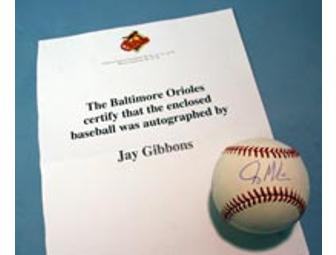 The Baltimore Orioles
certify that the enclosed
baseball was autographed by
Jay Gibbons